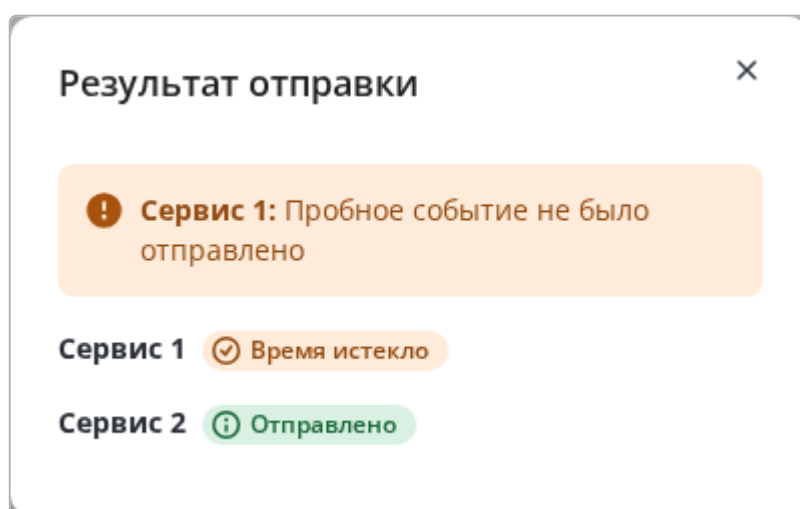 Результат отправки
Сервис 1: Пробное событие не было
отправлено
Сервис 1 Время истекло
Сервис 2 Отправлено